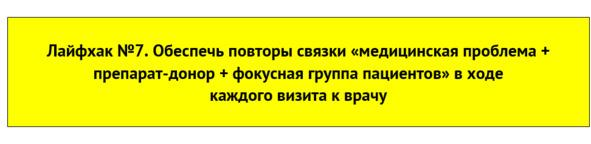 Лайфхак №7. Обеспечь повторы связки «медицинская проблема +
препарат-донор + фокусная группа пациентов» в ходе
каждого визита к врачу